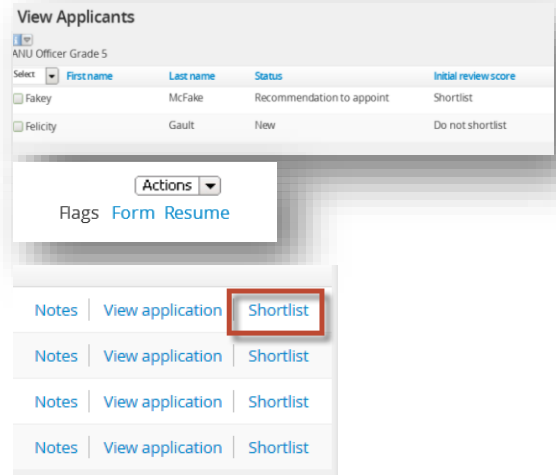 View Applicants
ANU Officer Grade 5
Select First name Last name Status Initial review score
Fakey McFake Recommendation to appoint Shortlist
Felicity Gault New Do not shortlist
Actions
Flags Form Resume
Notes View application Shortlist
Notes View application Shortlist
Notes View application Shortlist
Notes View application Shortlist